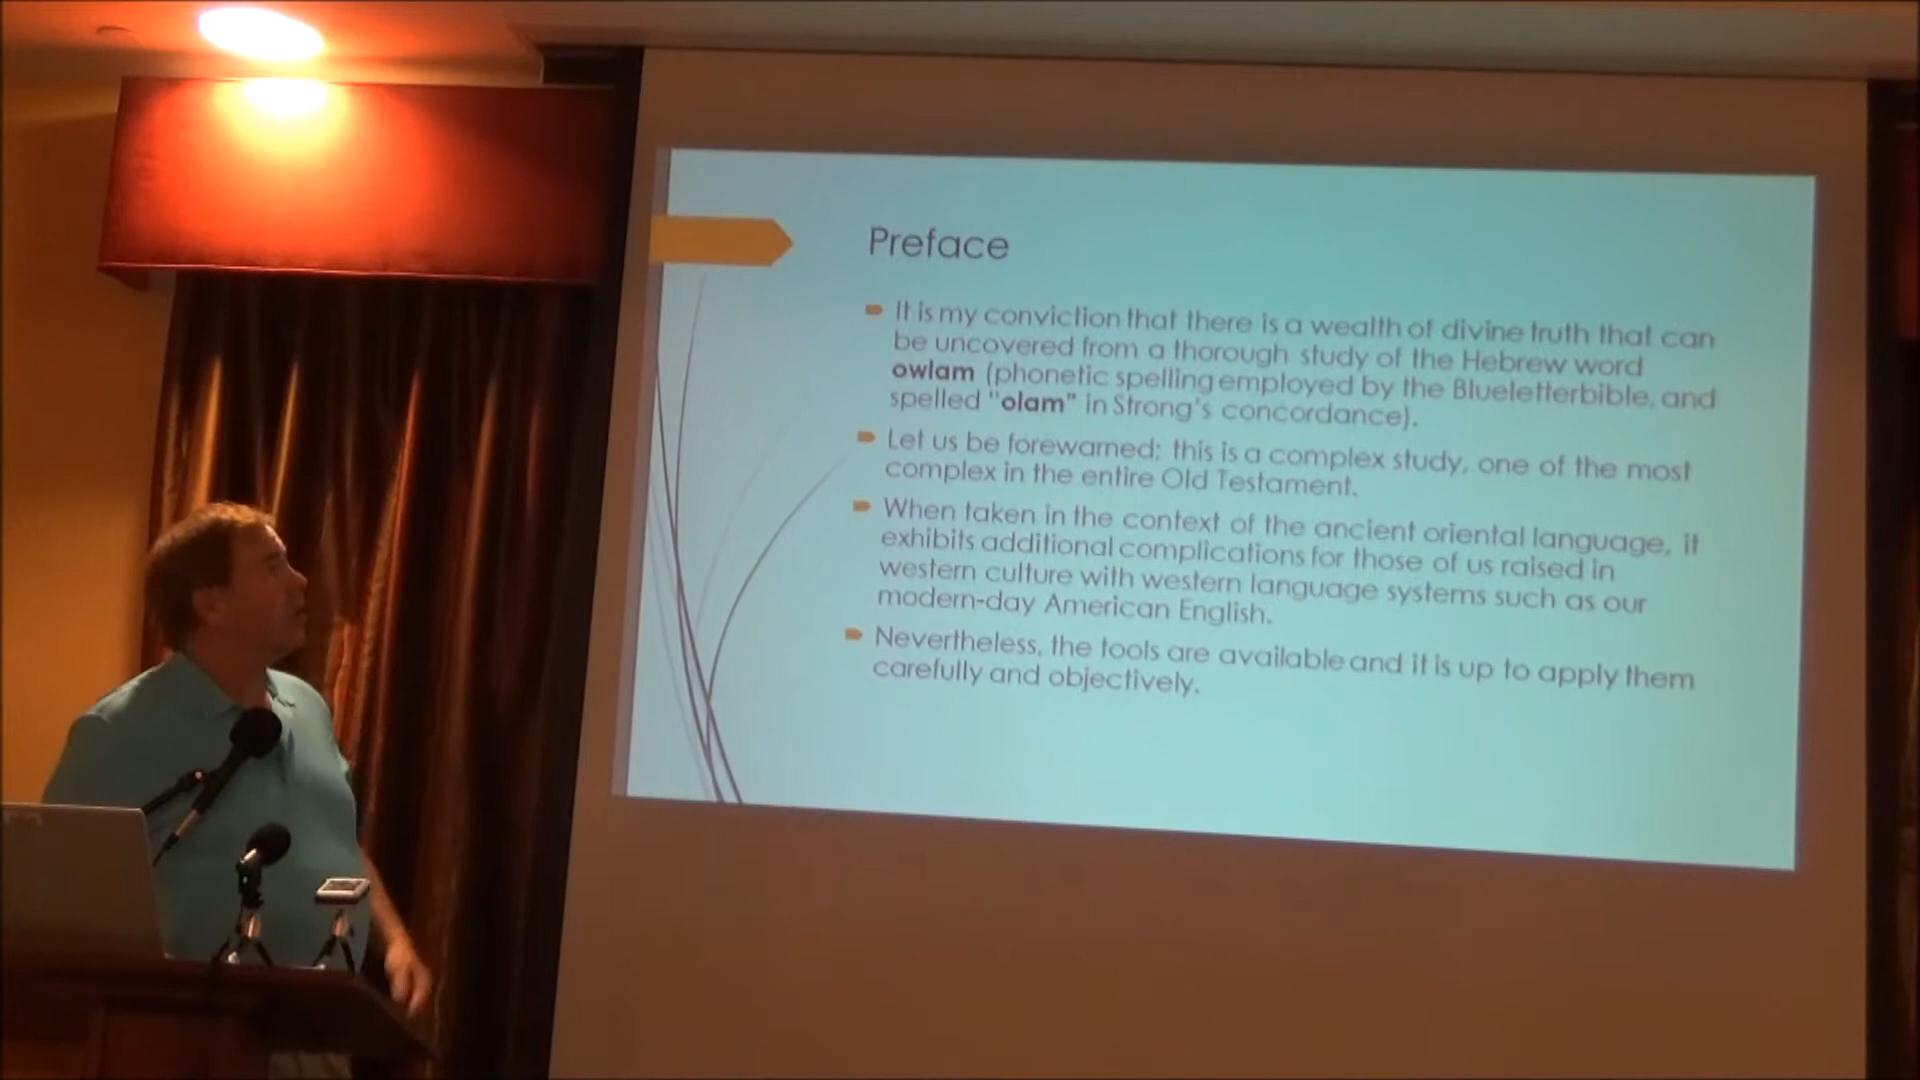 Preface
It is my conviction that there is a wealth of divine truth that can
be uncovered from a thorough study of the Hebrew word
owlam (phonetic spelling employed by the Blueletterbible, and
spelled "olam" in Strong's concordance).
Let us be forewarned; this is a complex study, one of the most
complex in the entire Old Testament.
When taken in the context of the ancient oriental language, it
exhibits additional complications for those of us raised in
western culture with western language systems such as our
modern-day American English.
Nevertheless, the tools are available and it is up to apply them
carefully and objectively.